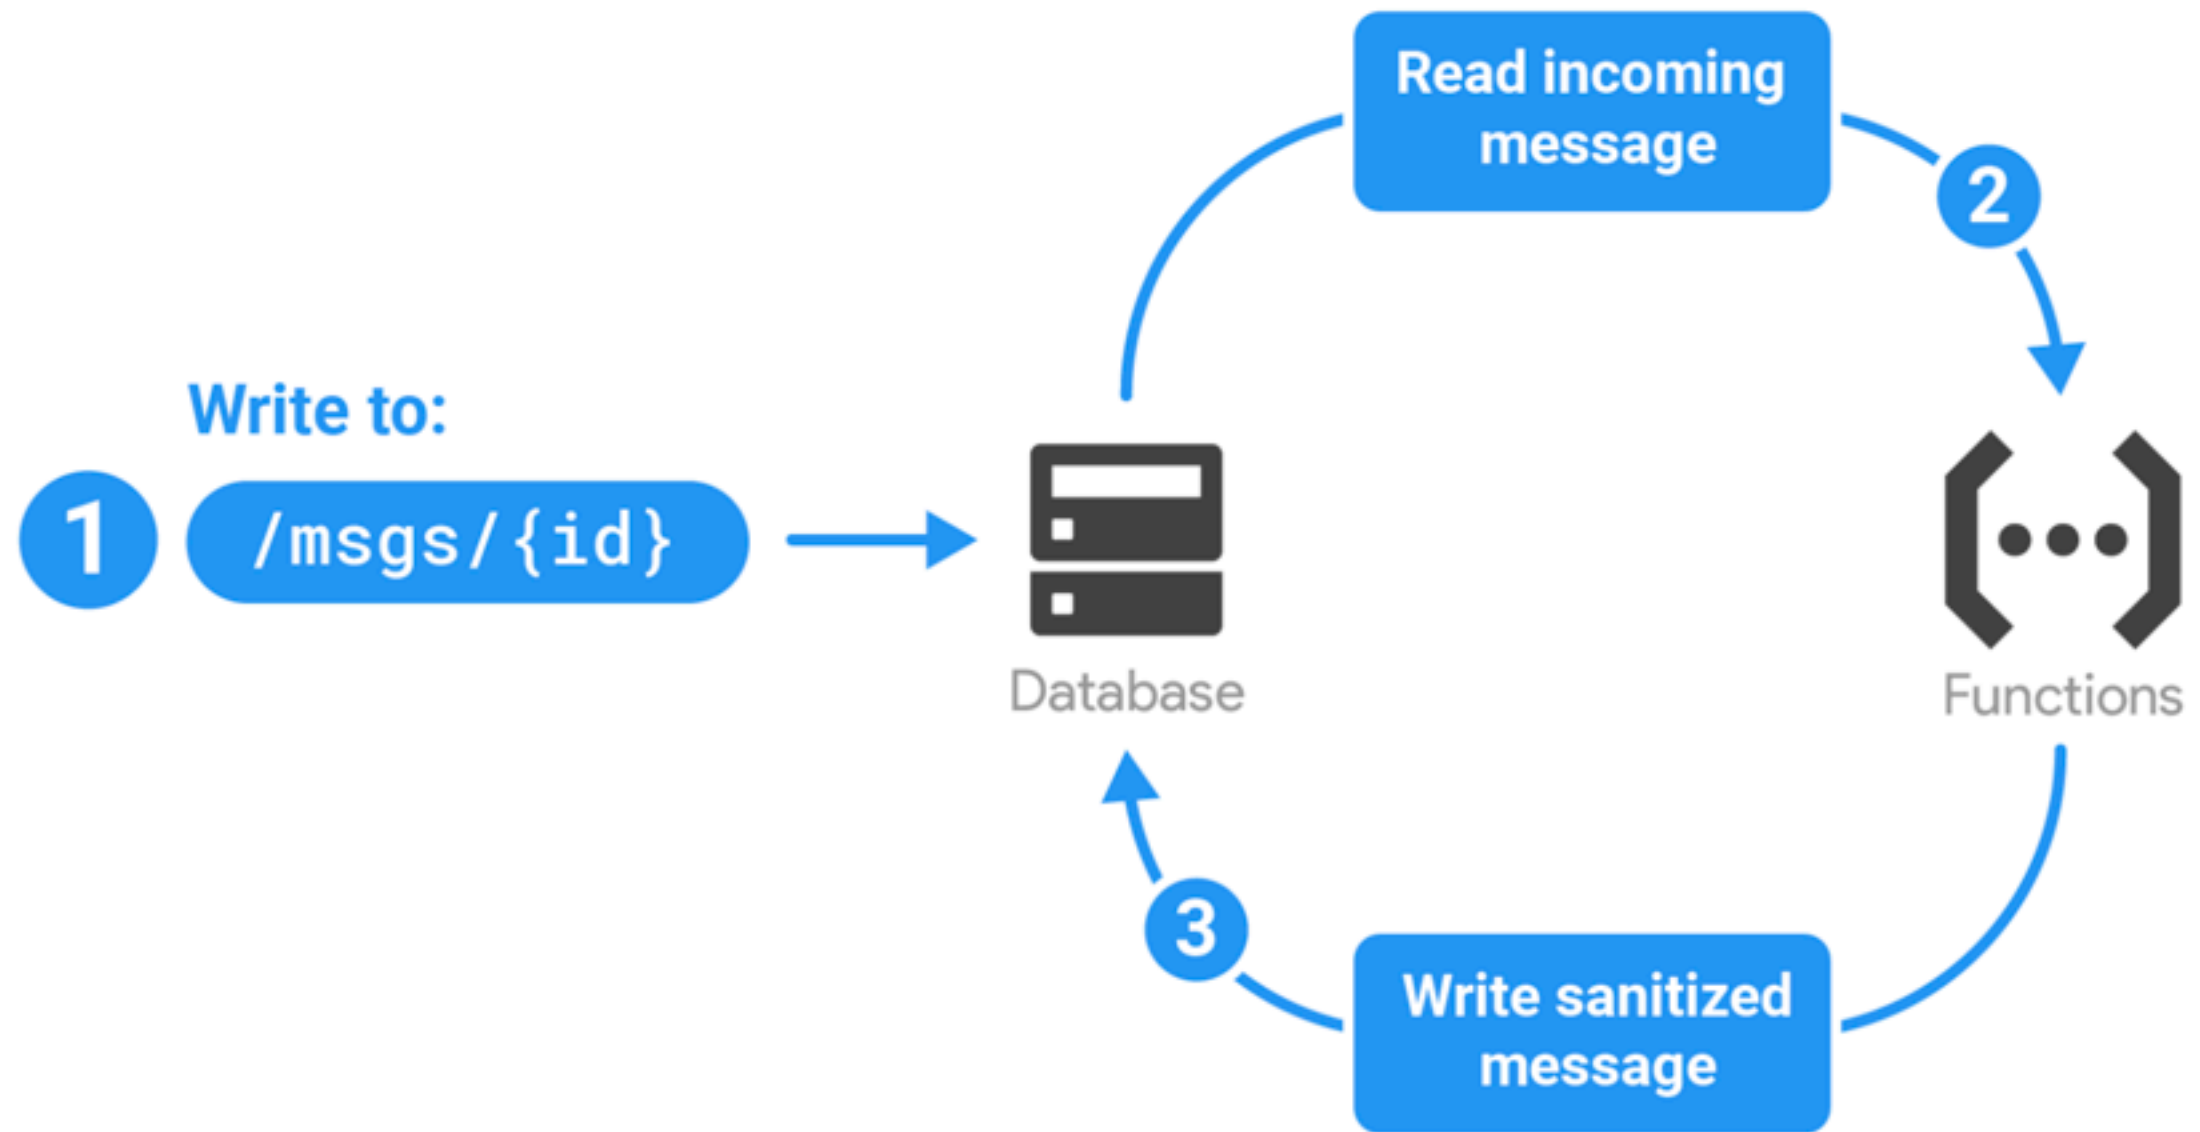 Read incoming
message
2
Write to:
1
/msgs/{id}
Database
Functions
3
Write sanitized
message